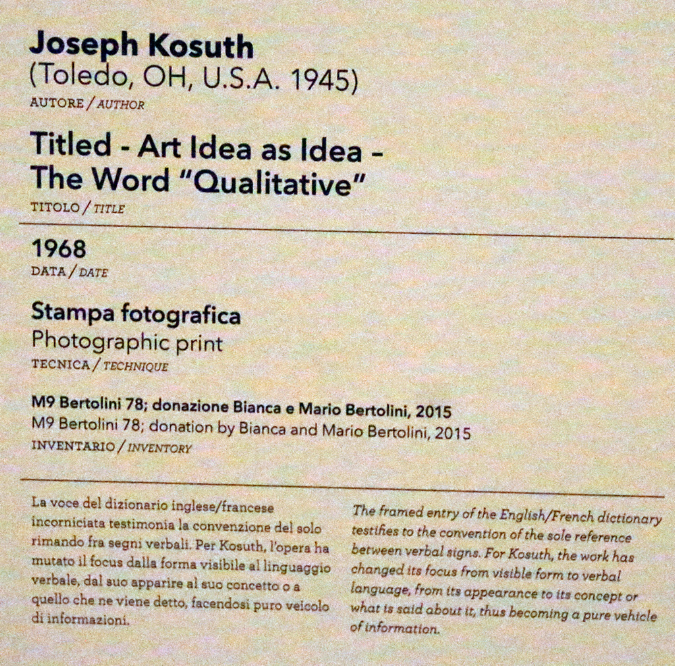 Joseph Kosuth
(Toledo, OH, U.S.A. 1945)
AUTORE / AUTHOR
Titled - Art Idea as Idea –
The Word “Qualitative”
TITOLO / TITLE
1968
DATA / DATE
Stampa fotografica
Photographic print
TECNICA / TECHNIQUE
M9 Bertolini 78; donazione Bianca e Mario Bertolini, 2015
M9 Bertolini 78; donation by Bianca and Mario Bertolini, 2015
INVENTARIO / INVENTORY
La voce del dizionario inglese/francese
incorniciata testimonia la convenzione del solo
rimando fra segni verbali. Per Kosuth, l'opera ha
mutato il focus dalla forma visibile al linguaggio
verbale, dal suo apparire al suo concetto o a
quello che ne viene detto, facendosi puro veicolo
di informazioni.
The framed entry of the English/French dictionary
testifies to the convention of the sole reference
between verbal signs. For Kosuth, the work has
changed its focus from visible form to verbal
language, from its appearance to its concept or
what is said about it, thus becoming a pure vehicle
of information.